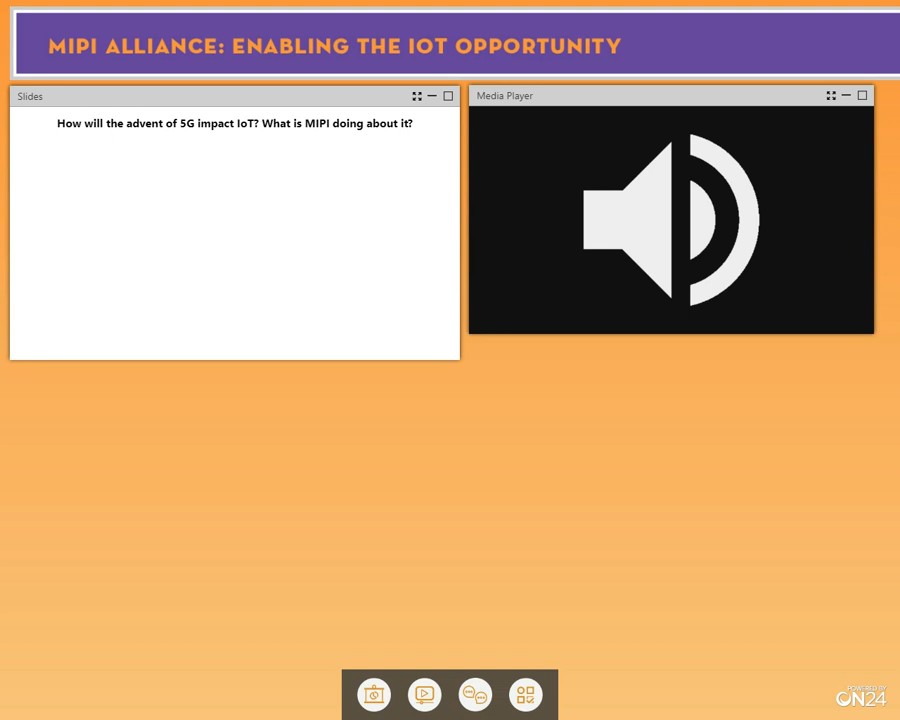 MIPI ALLIANCE: ENABLING THE IOT OPPORTUNITY
Slides
Media Player
How will the advent of 5G impact IoT? What is MIPI doing about it?
POWERED BY
ON24